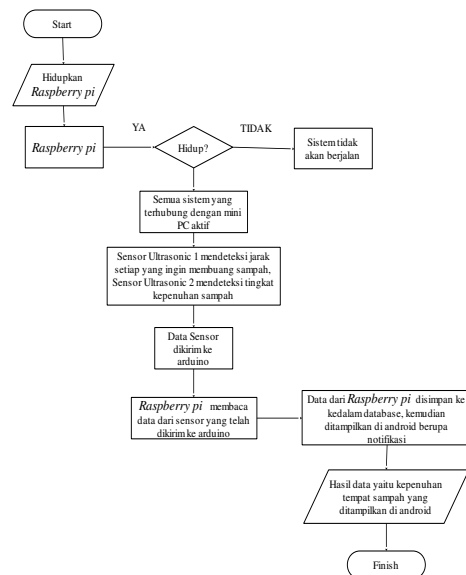 Start
Hidupkan
Raspberry pi
Raspberry pi
YA
Hidup?
TIDAK
Sistem tidak
akan berjalan
Semua sistem yang
terhubung dengan mini
PC aktif
Sensor Ultrasonic 1 mendeteksi jarak
setiap yang ingin membuang sampah,
Sensor Ultrasonic 2 mendeteksi tingkat
kepenuhan sampah
Data Sensor
dikirim ke
arduino
Raspberry pi membaca
data dari sensor yang telah
dikirim ke arduino
Data dari Raspberry pi disimpan ke
kedalam database, kemudian
ditampilkan di android berupa
notifikasi
Hasil data yaitu kepenuhan
tempat sampah yang
ditampilkan di android
Finish